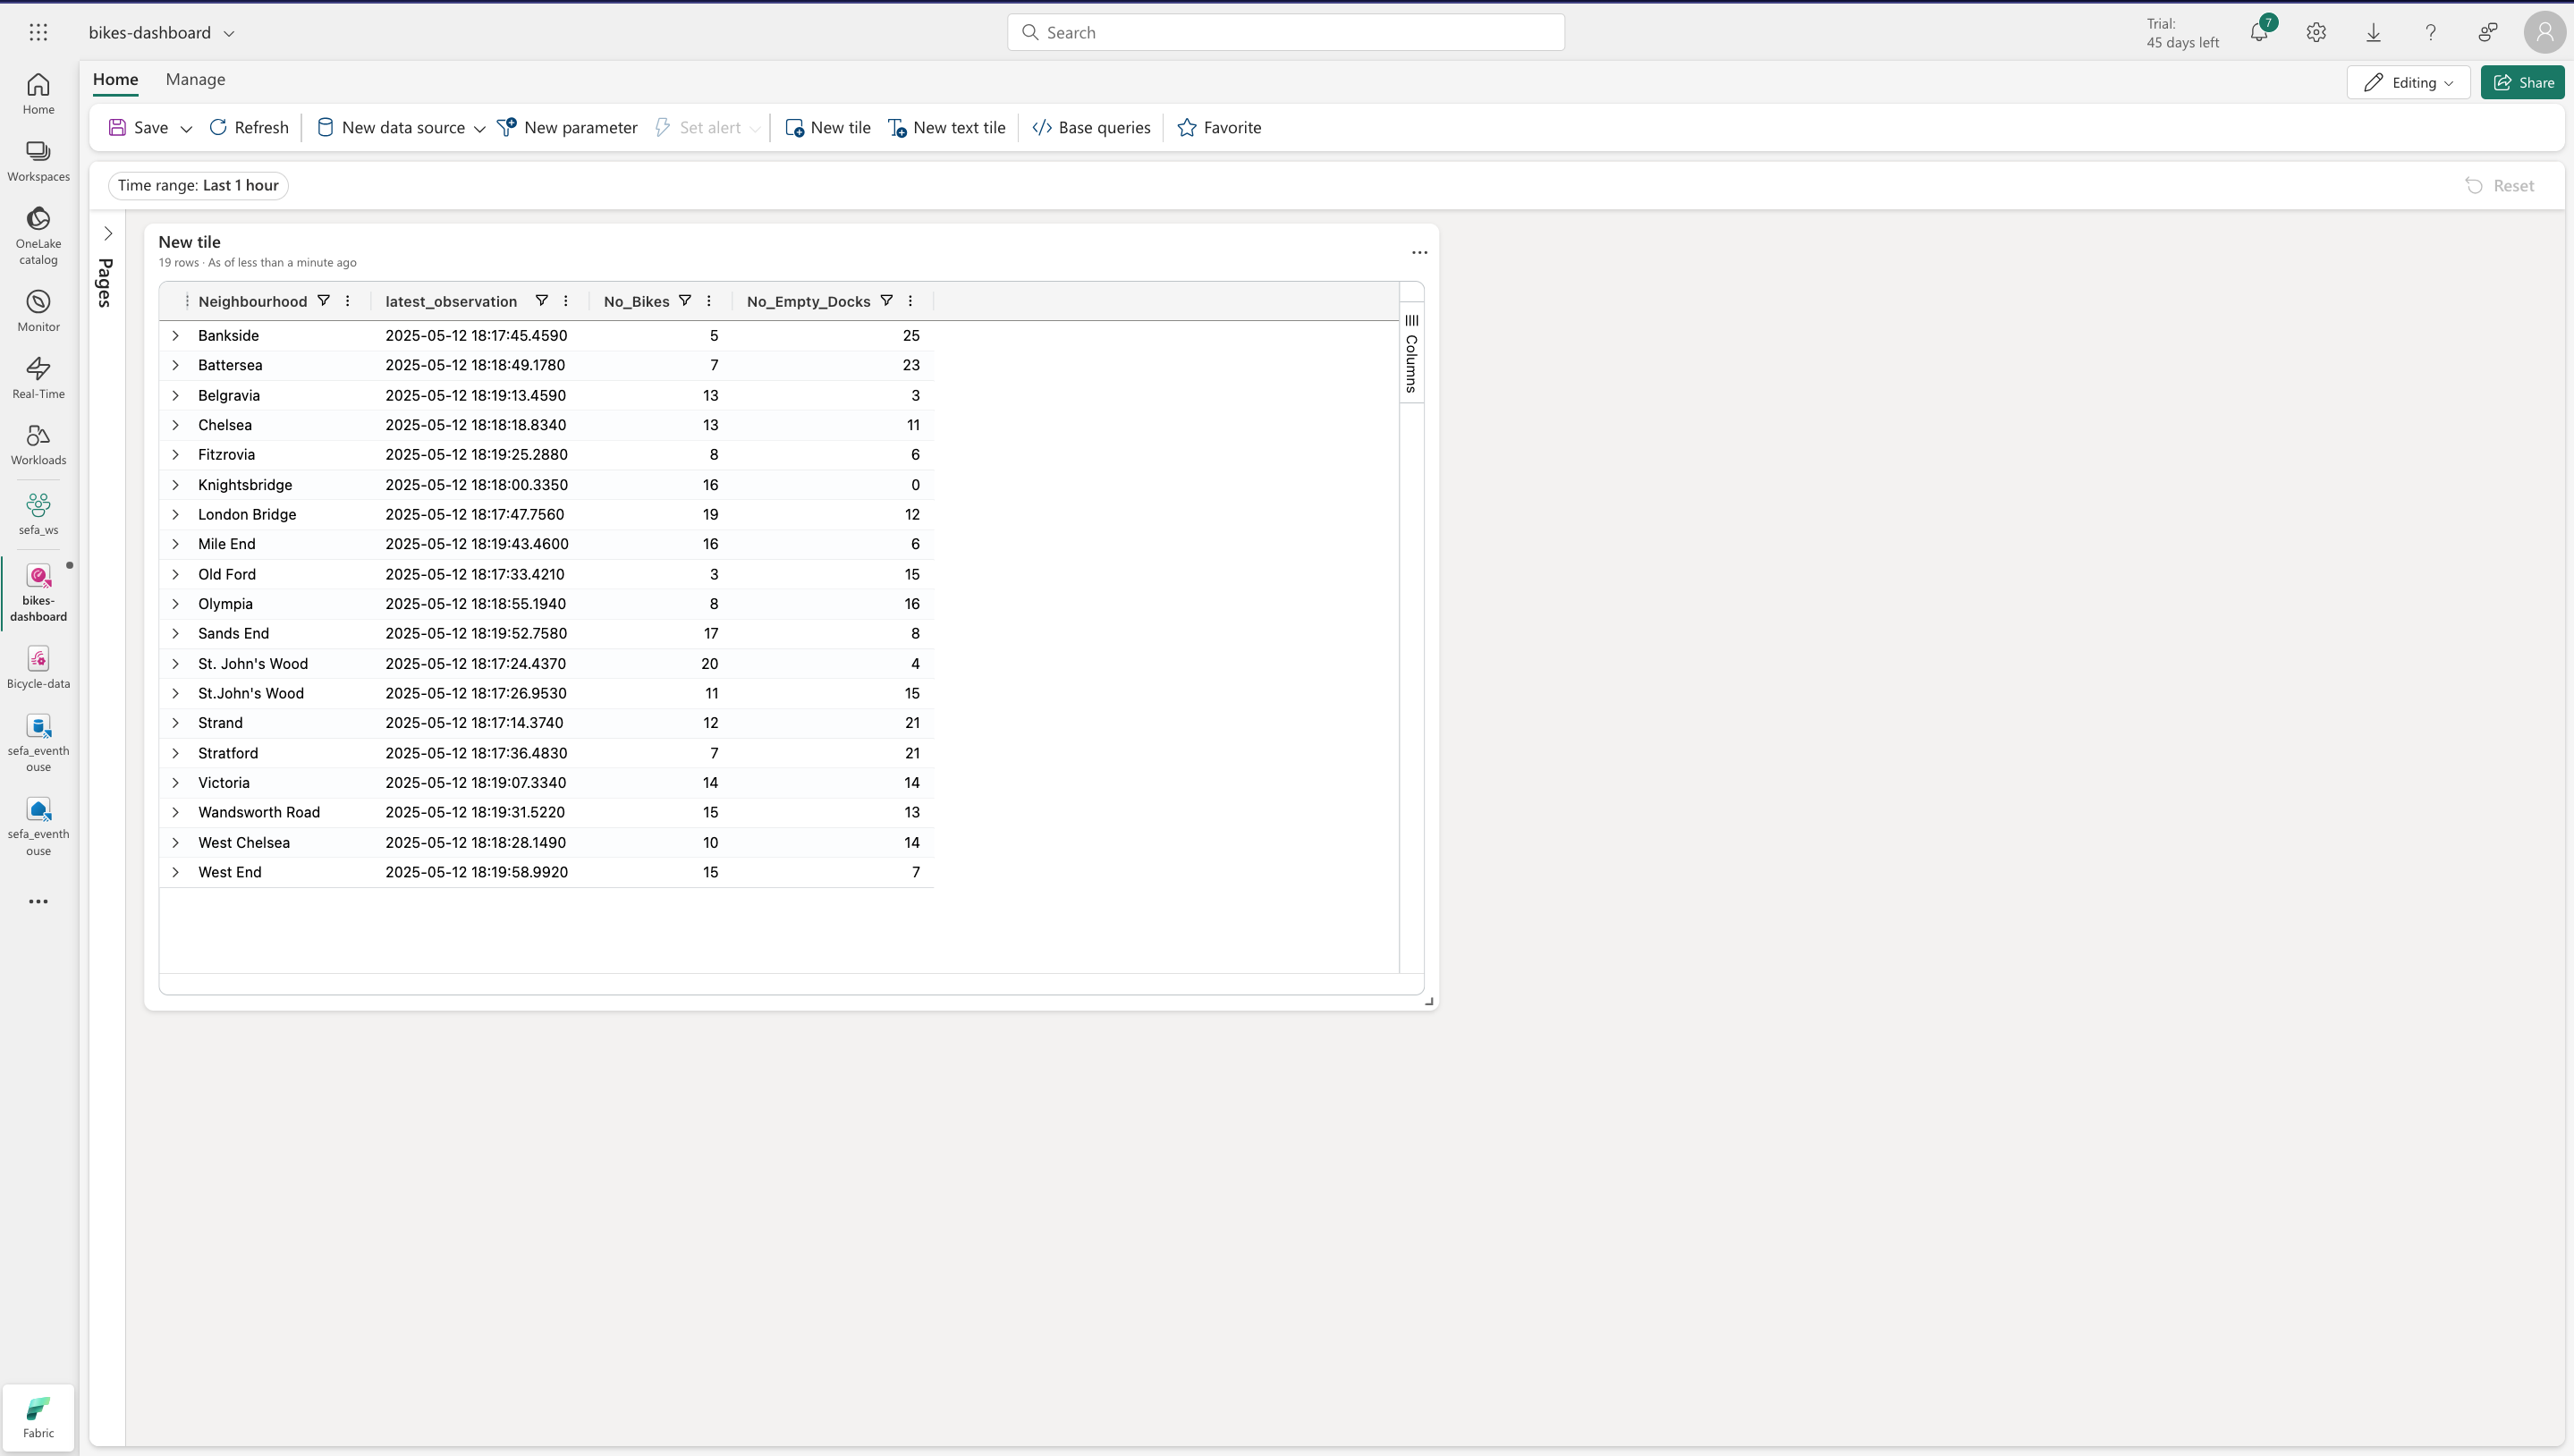 bikes-dashboard
Search
Trial:
45 days left
7
Home
Workspaces
OneLake
catalog
Monitor
Real-Time
Workloads
sefa_ws
bikes-
dashboard
Bicycle-data
sefa_eventh
ouse
sefa_eventh
ouse
Fabric
Home Manage
Editing
Share
Save Refresh New data source New parameter Set alert New tile New text tile Base queries Favorite
Time range: Last 1 hour
Reset
Pages
New tile
19 rows · As of less than a minute ago
Neighbourhood latest_observation No_Bikes No_Empty_Docks
Bankside 2025-05-12 18:17:45.4590 5 25
Battersea 2025-05-12 18:18:49.1780 7 23
Belgravia 2025-05-12 18:19:13.4590 13 3
Chelsea 2025-05-12 18:18:18.8340 13 11
Fitzrovia 2025-05-12 18:19:25.2880 8 6
Knightsbridge 2025-05-12 18:18:00.3350 16 0
London Bridge 2025-05-12 18:17:47.7560 19 12
Mile End 2025-05-12 18:19:43.4600 16 6
Old Ford 2025-05-12 18:17:33.4210 3 15
Olympia 2025-05-12 18:18:55.1940 8 16
Sands End 2025-05-12 18:19:52.7580 17 8
St. John's Wood 2025-05-12 18:17:24.4370 20 4
St.John's Wood 2025-05-12 18:17:26.9530 11 15
Strand 2025-05-12 18:17:14.3740 12 21
Stratford 2025-05-12 18:17:36.4830 7 21
Victoria 2025-05-12 18:19:07.3340 14 14
Wandsworth Road 2025-05-12 18:19:31.5220 15 13
West Chelsea 2025-05-12 18:18:28.1490 10 14
West End 2025-05-12 18:19:58.9920 15 7
Columns